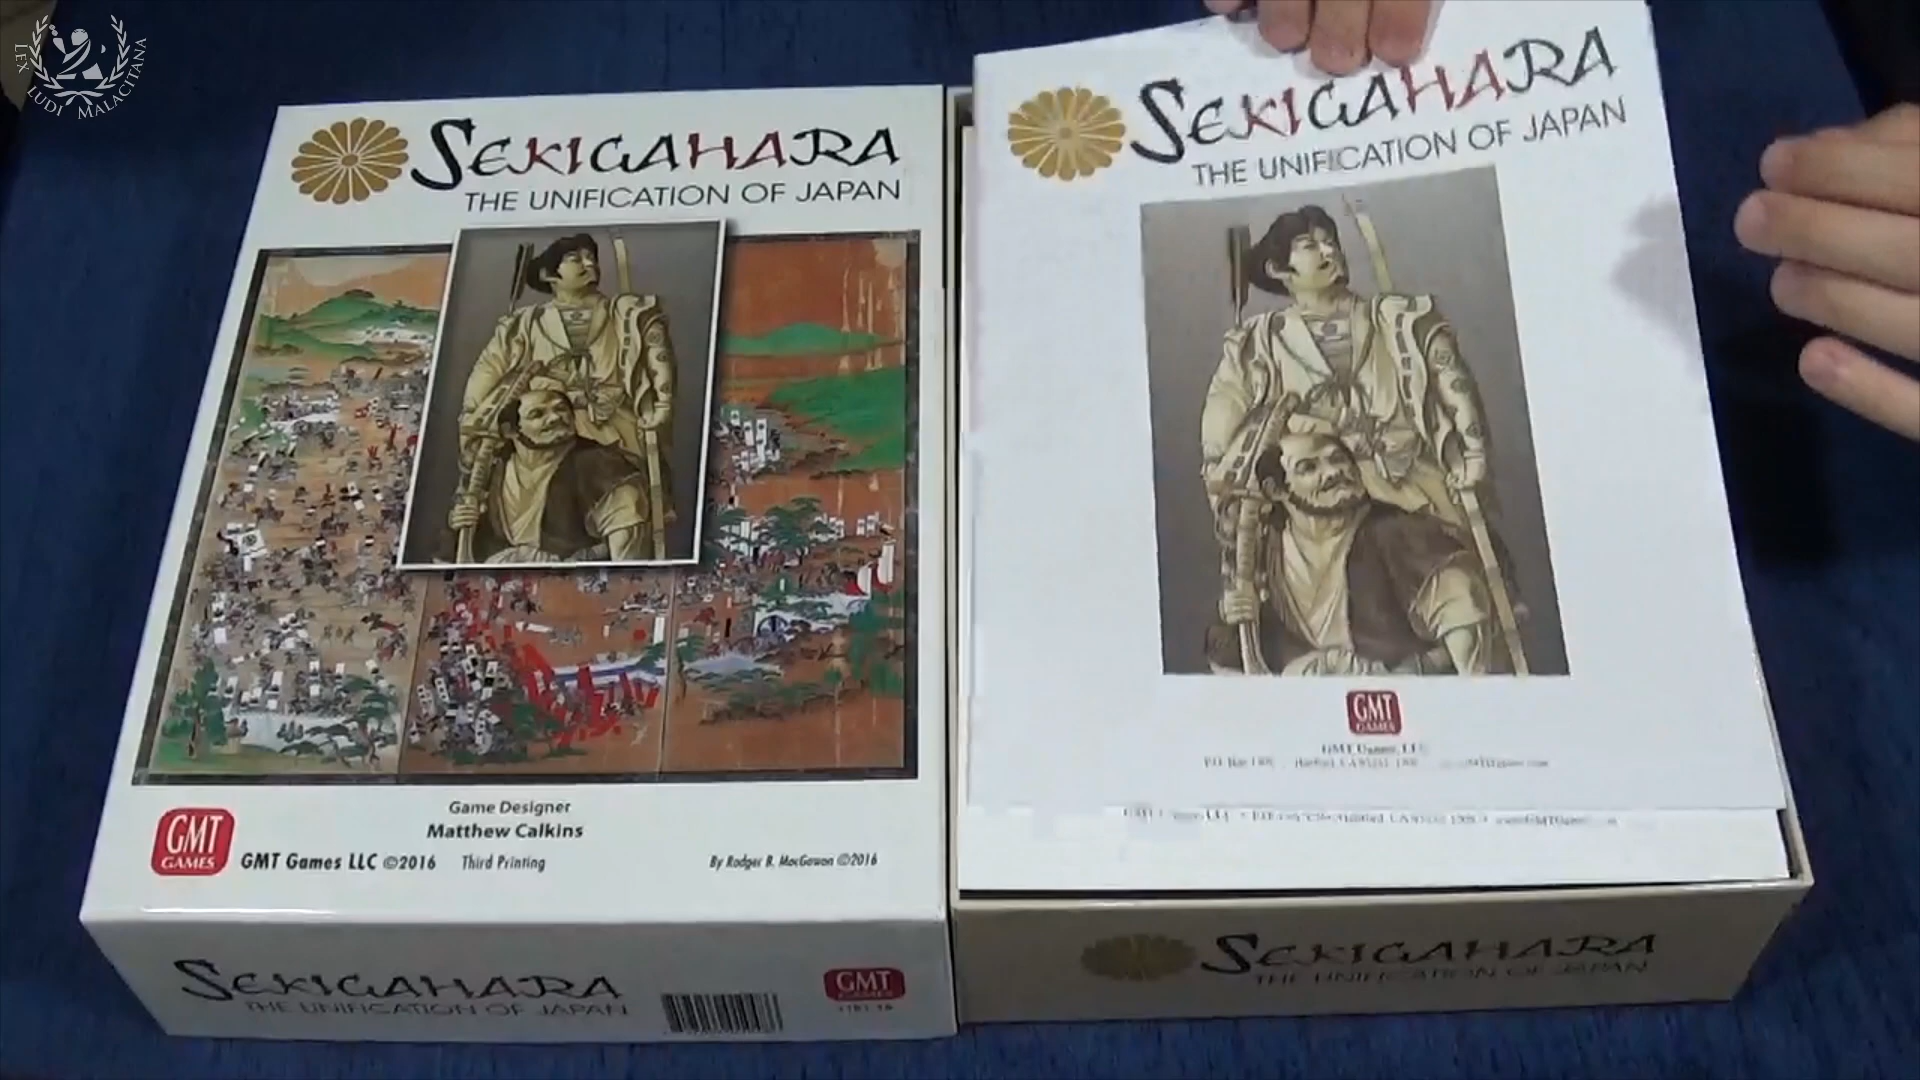 LEX LUDI MALACITANA
SEKIGAHARA
THE UNIFICATION OF JAPAN
Game Designer
Matthew Calkins
GMT
GAMES
GMT Games LLC ©2016 Third Printing
By Rodger B. MacGowan ©2016
SEKIGAHARA
THE UNIFICATION OF JAPAN
GMT
GAMES
SEKIGAHARA
THE UNIFICATION OF JAPAN
GMT
GAMES
GMT Games, LLC
SEKIGAHARA
THE UNIFICATION OF JAPAN